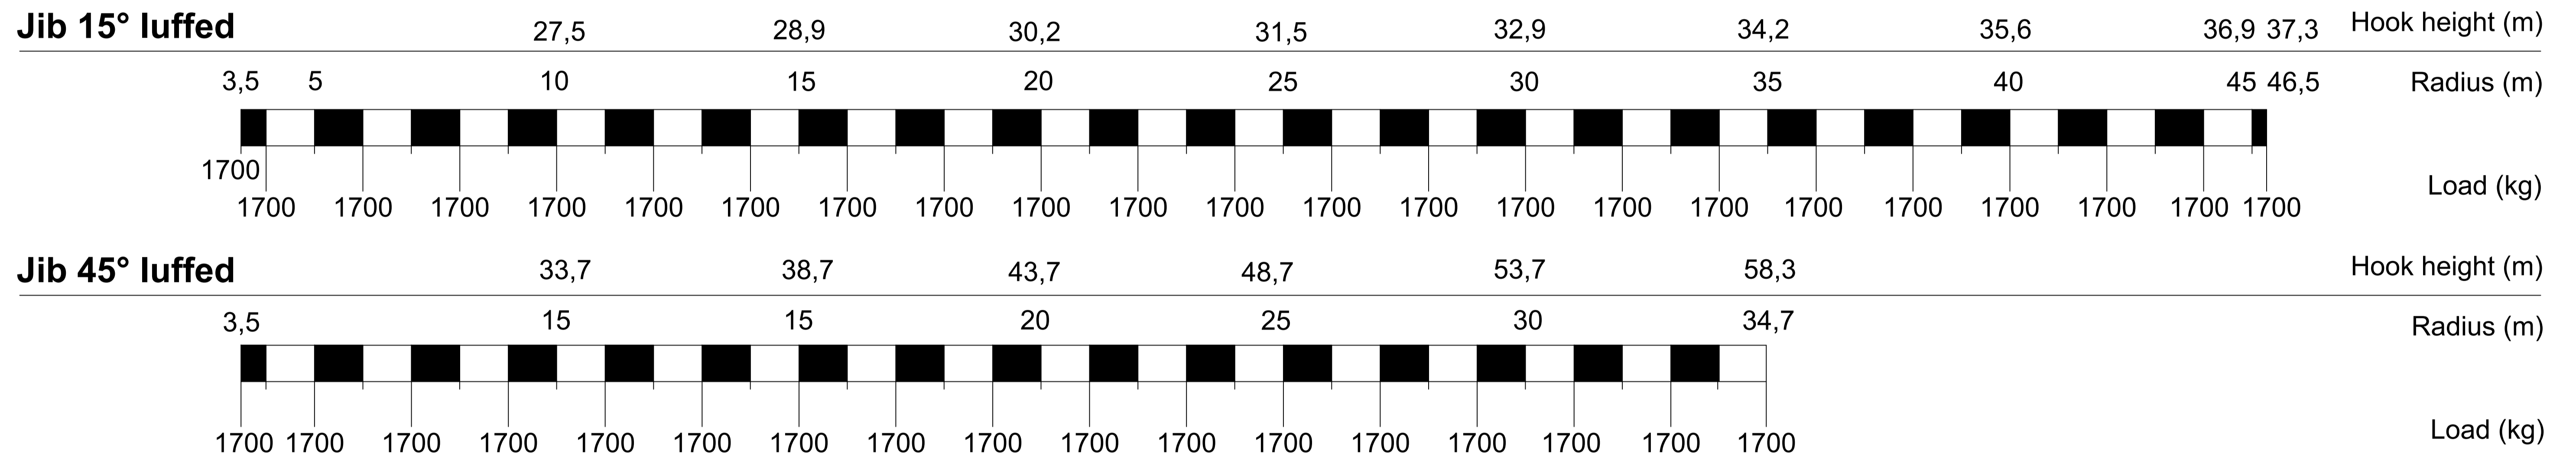 Jib 15° luffed 27,5 28,9 30,2 31,5 32,9 34,2 35,6 36,9 37,3 Hook height (m)
3,5 5 10 15 20 25 30 35 40 45 46,5 Radius (m)
1700
Load (kg)
1700 1700 1700 1700 1700 1700 1700 1700 1700 1700 1700 1700 1700 1700 1700 1700 1700 1700 1700 1700 1700 1700
Jib 45° luffed 33,7 38,7 43,7 48,7 53,7 58,3 Hook height (m)
3,5 15 15 20 25 30 34,7 Radius (m)
1700 1700 1700 1700 1700 1700 1700 1700 1700 1700 1700 1700 1700 1700 1700 1700 1700 Load (kg)